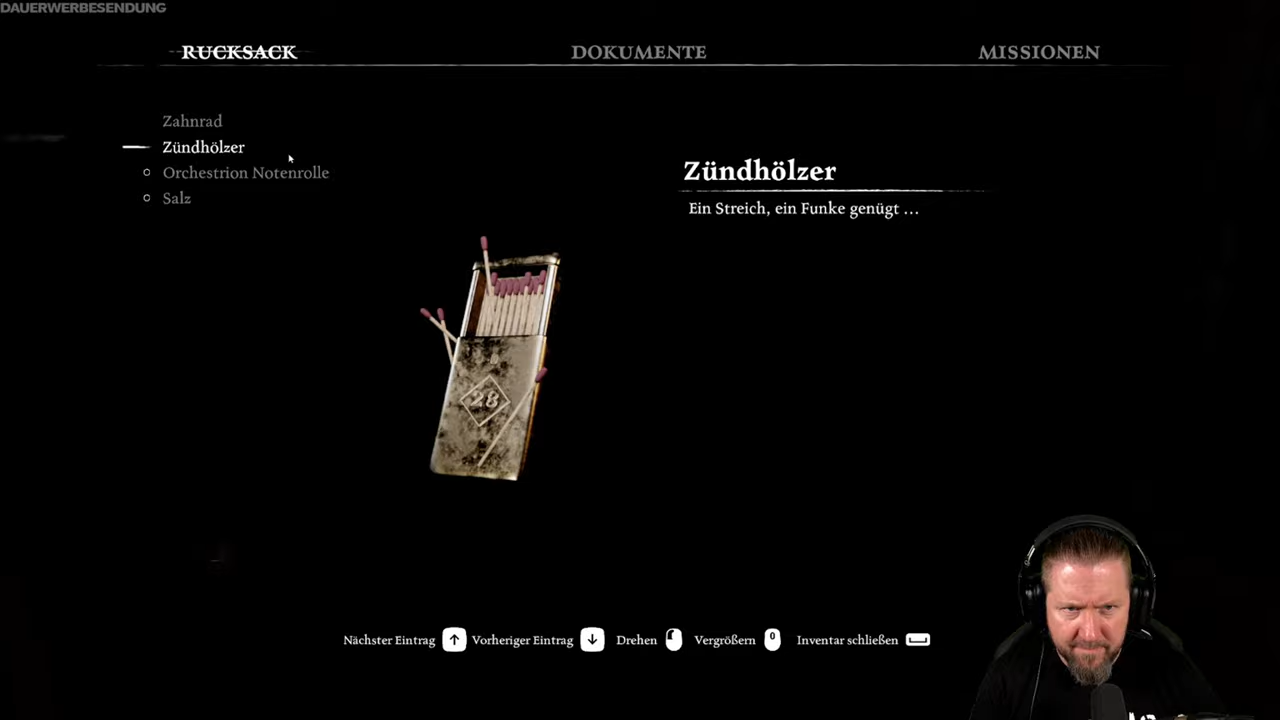 DAUERWERBESENDUNG
RUCKSACK
DOKUMENTE
MISSIONEN
Zahnrad
Zündhölzer
Orchestrion Notenrolle
Salz
Zündhölzer
Ein Streich, ein Funke genügt ...
28
Nächster Eintrag
Vorheriger Eintrag
Drehen
Vergrößern
Inventar schließen